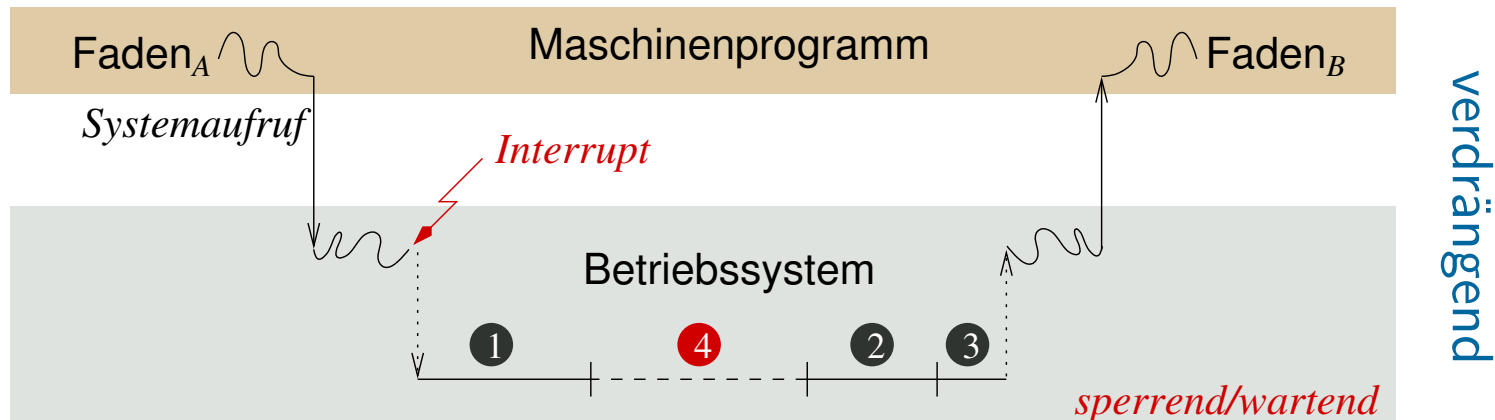 Faden_A
Maschinenprogramm
Faden_B
Systemaufruf
Interrupt
Betriebssystem
1
4
2
3
sperrend/wartend
verdrängend